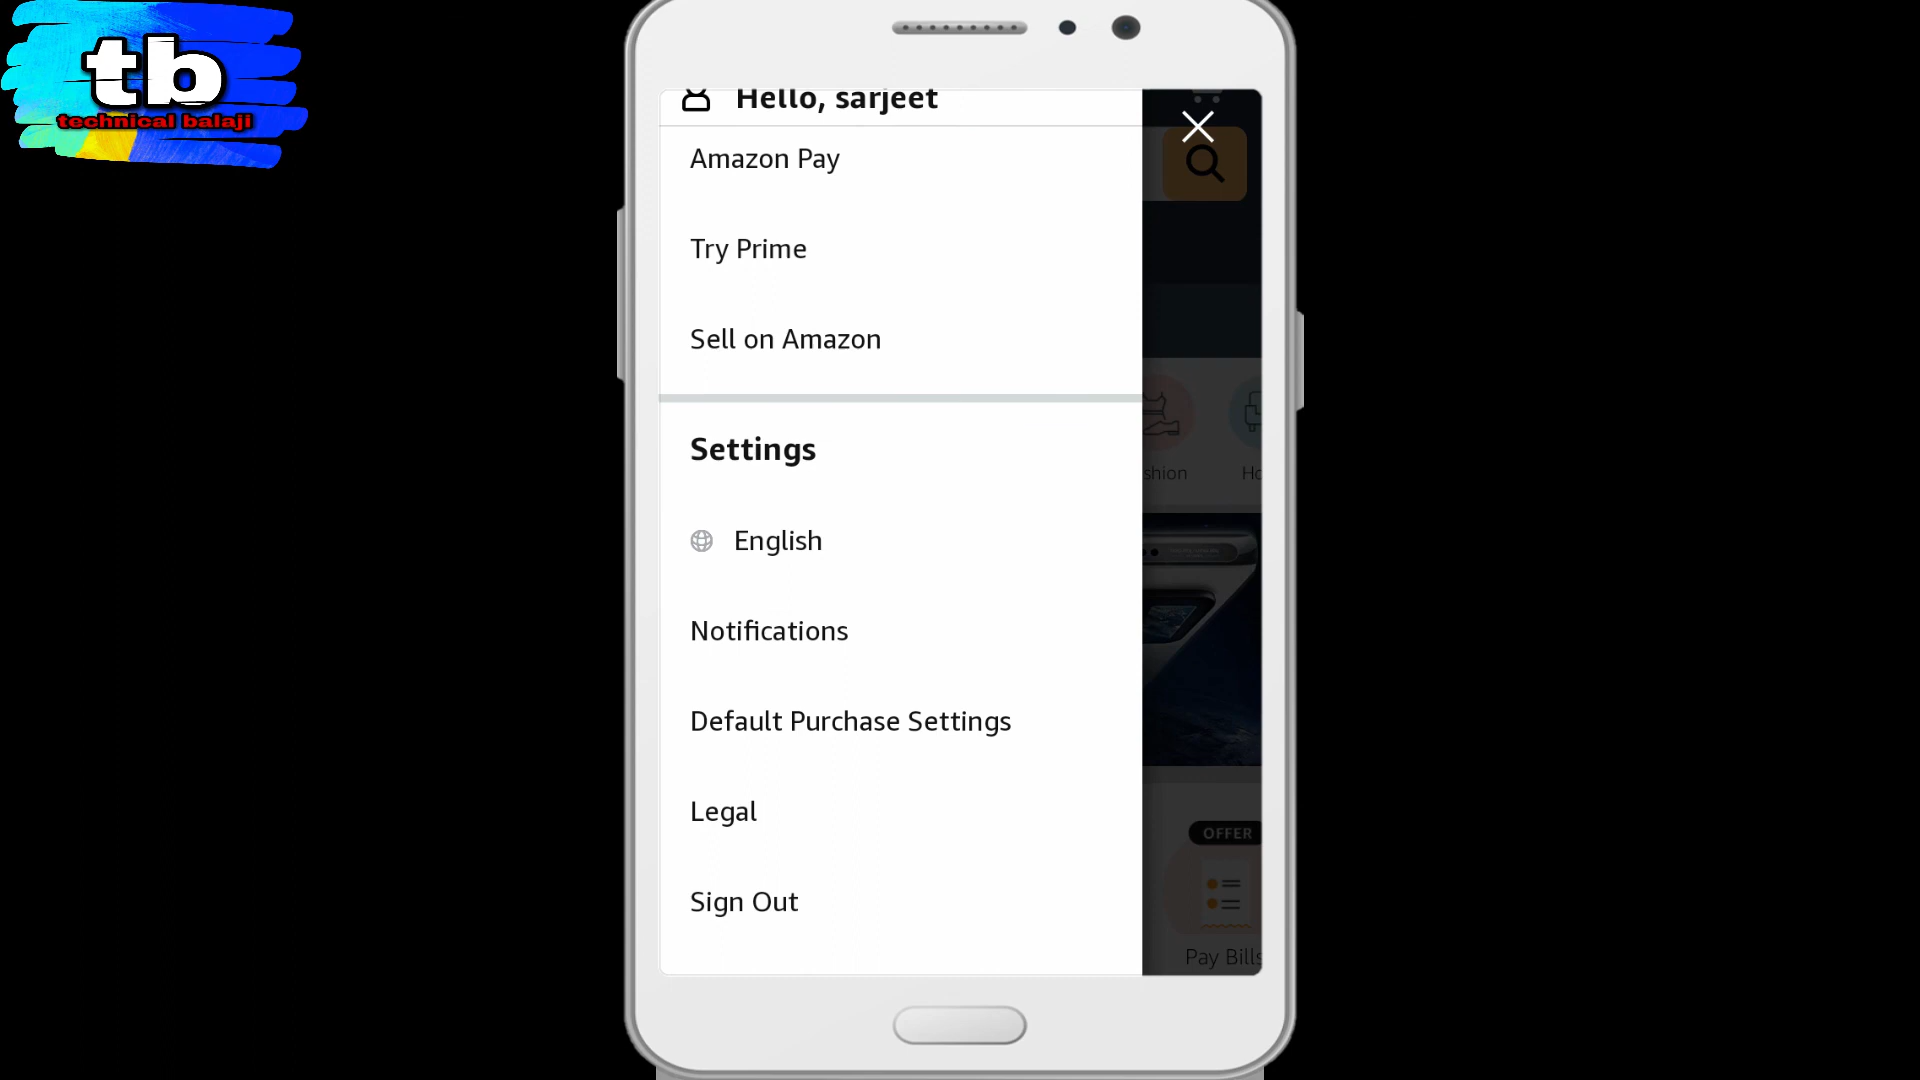 tb
technical balaji
Hello, sarjeet
Amazon Pay
Try Prime
Sell on Amazon
Settings
English
Notifications
Default Purchase Settings
Legal
Sign Out
shion
Ho
OFFER
Pay Bills